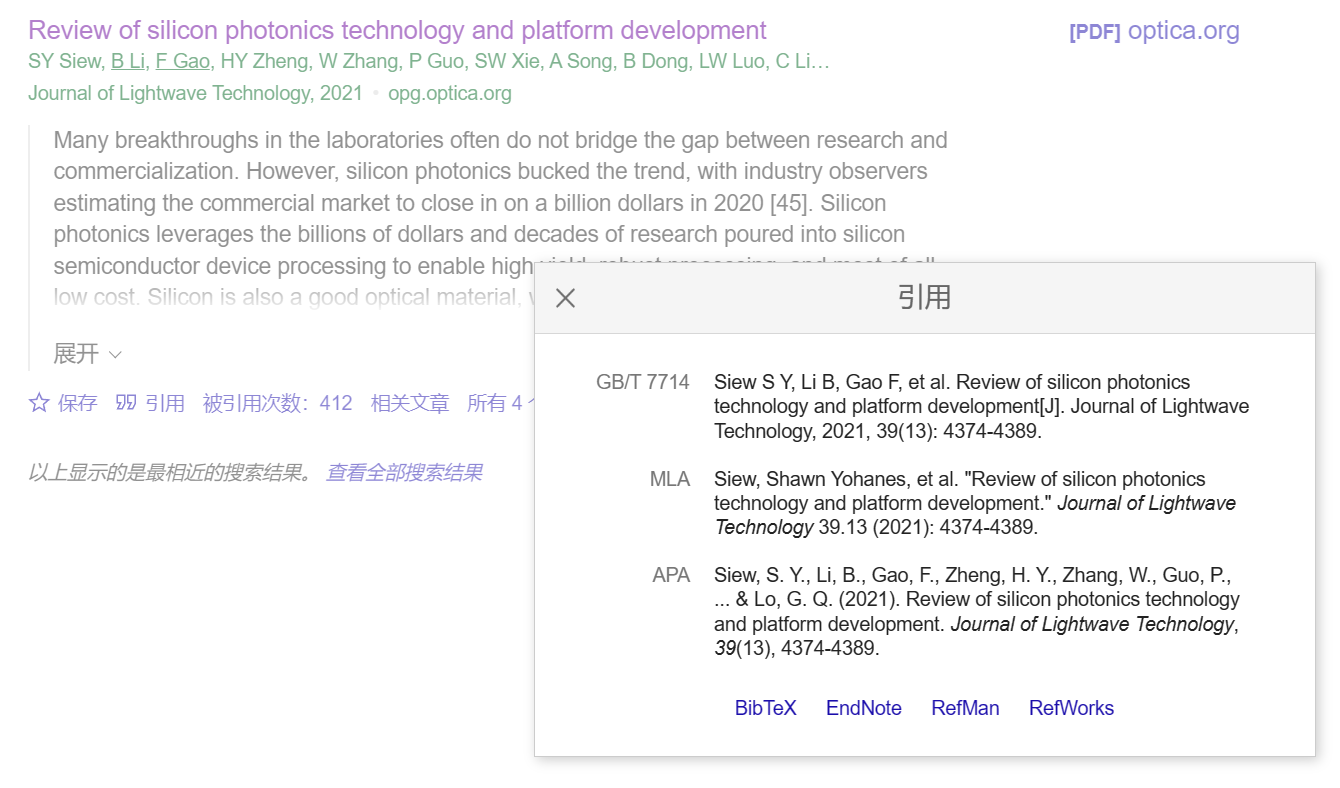 Review of silicon photonics technology and platform development
[PDF] optica.org
SY Siew, B Li, F Gao, HY Zheng, W Zhang, P Guo, SW Xie, A Song, B Dong, LW Luo, C Li…
Journal of Lightwave Technology, 2021 • opg.optica.org
Many breakthroughs in the laboratories often do not bridge the gap between research and
commercialization. However, silicon photonics bucked the trend, with industry observers
estimating the commercial market to close in on a billion dollars in 2020 [45]. Silicon
photonics leverages the billions of dollars and decades of research poured into silicon
semiconductor device processing to enable high
low cost. Silicon is also a good optical material,
展开
保存 引用 被引用次数：412 相关文章 所有 4
以上显示的是最相近的搜索结果。 查看全部搜索结果
引用
GB/T 7714
Siew S Y, Li B, Gao F, et al. Review of silicon photonics
technology and platform development[J]. Journal of Lightwave
Technology, 2021, 39(13): 4374-4389.
MLA
Siew, Shawn Yohanes, et al. "Review of silicon photonics
technology and platform development." Journal of Lightwave
Technology 39.13 (2021): 4374-4389.
APA
Siew, S. Y., Li, B., Gao, F., Zheng, H. Y., Zhang, W., Guo, P.,
... & Lo, G. Q. (2021). Review of silicon photonics technology
and platform development. Journal of Lightwave Technology,
39(13), 4374-4389.
BibTeX EndNote RefMan RefWorks